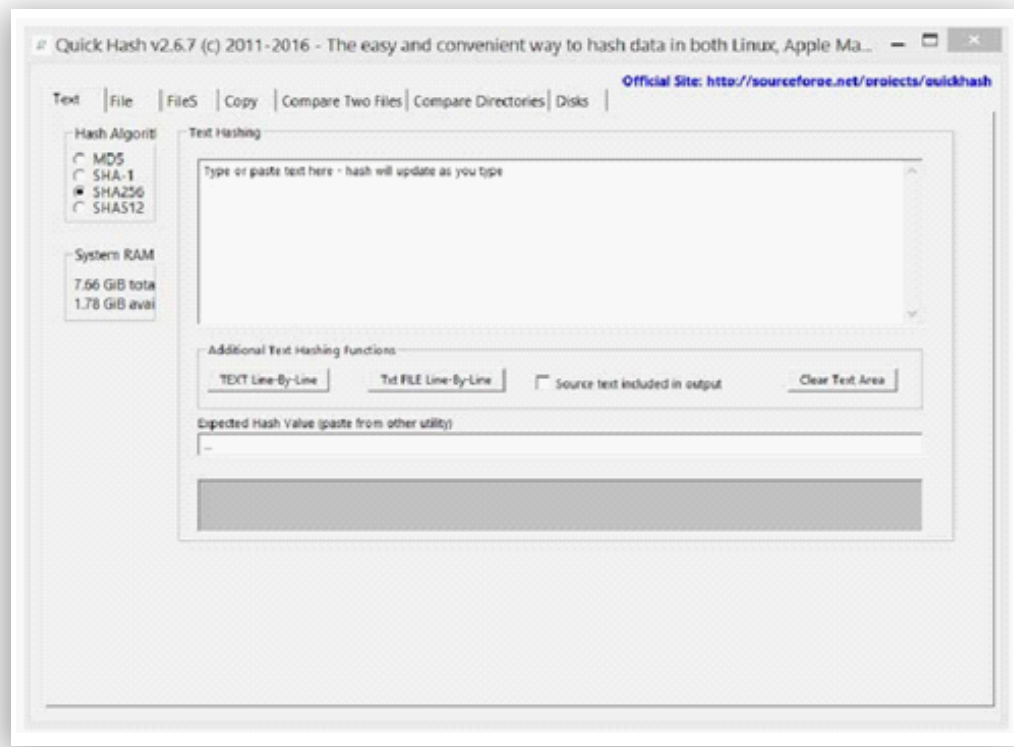 Quick Hash v2.6.7 (c) 2011-2016 - The easy and convenient way to hash data in both Linux, Apple Ma...
Official Site: http://sourceforge.net/projects/quickhash
Text File FileS Copy Compare Two Files Compare Directories Disks
Hash Algorit
MD5
SHA-1
SHA256
SHA512
System RAM
7.66 GiB tota
1.78 GiB avai
Text Hashing
Type or paste text here - hash will update as you type
Additional Text Hashing Functions
TEXT Line-By-Line Txt FILE Line-By-Line Source text included in output Clear Text Area
Expected Hash Value (paste from other utility)
...